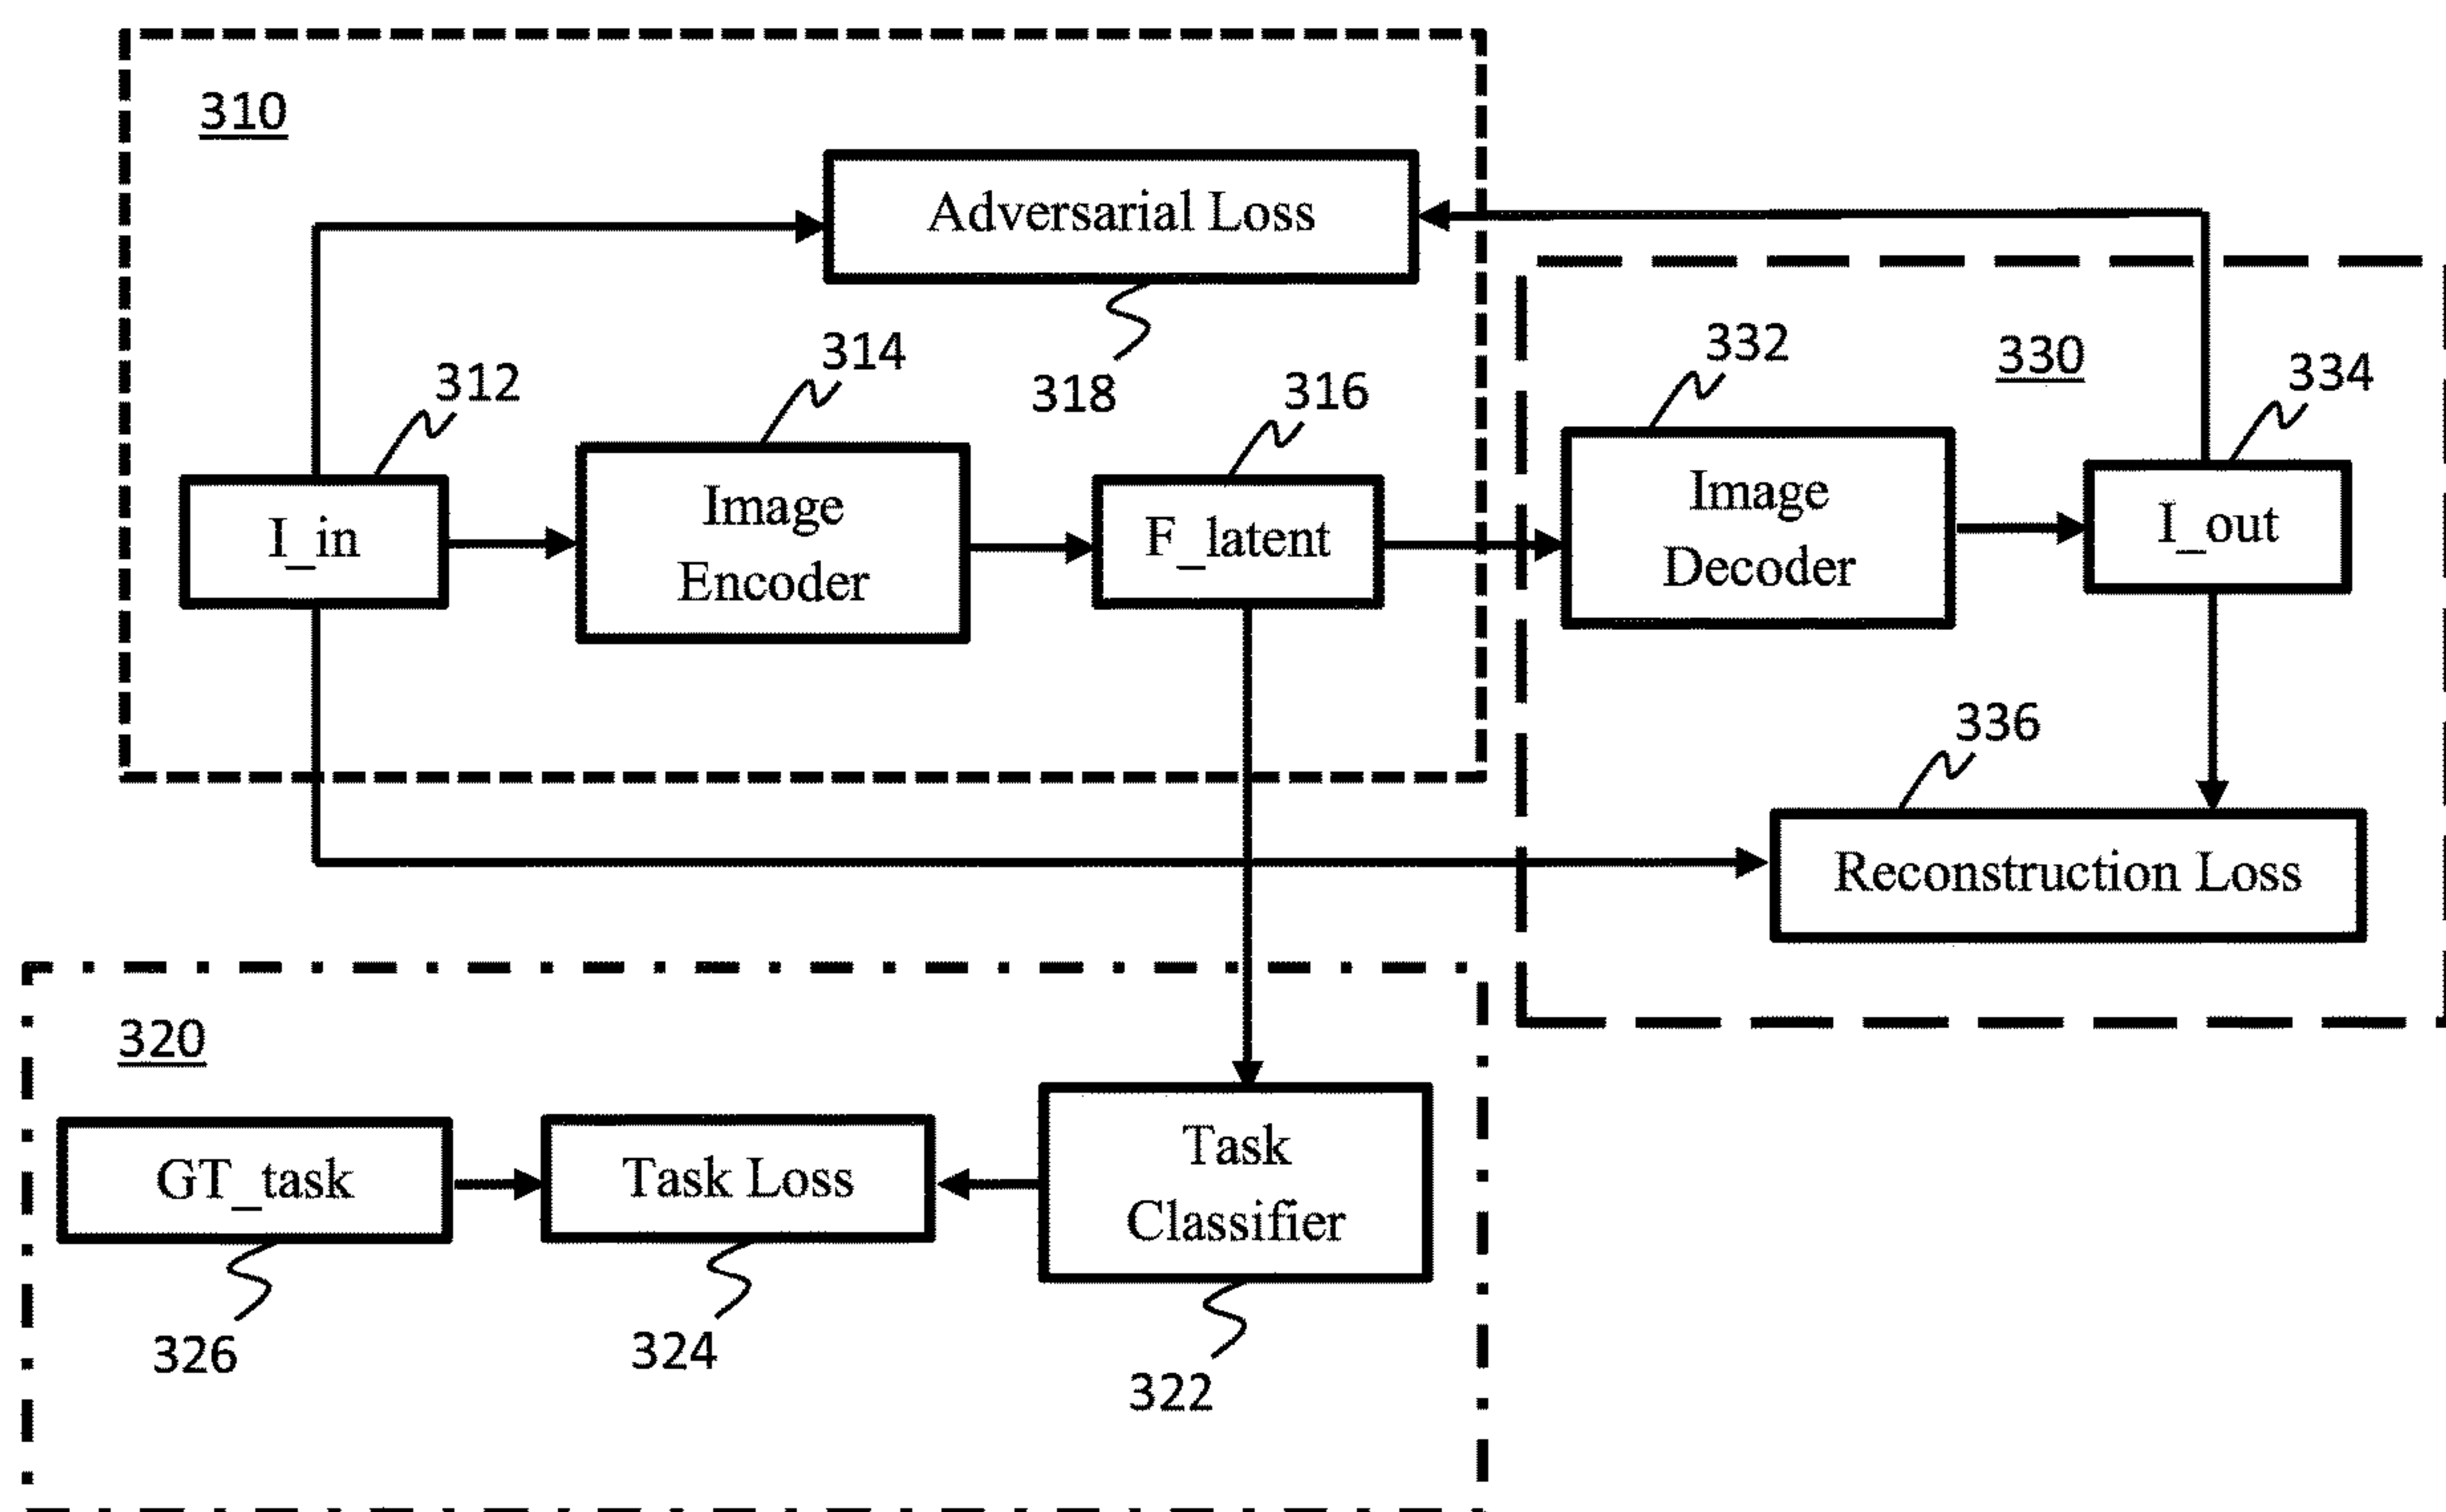 310
Adversarial Loss
318
312
314
316
332
330
334
I_in
Image
Encoder
F_latent
Image
Decoder
I_out
336
Reconstruction Loss
320
GT_task
Task Loss
Task
Classifier
326
324
322